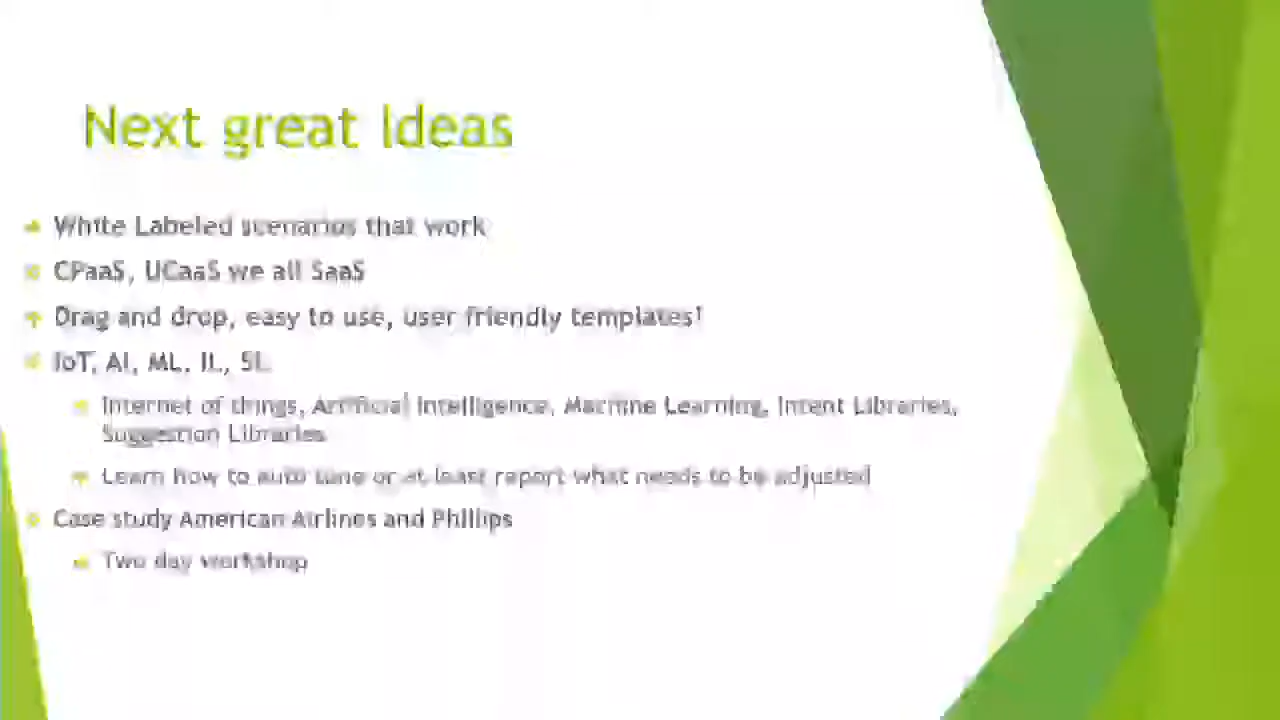 Next great Ideas
White Labeled scenarios that work
CPaaS, UCaaS we all SaaS
Drag and drop, easy to use, user friendly templates!
IoT, AI, ML, IL, SL
Internet of things, Artificial Intelligence, Machine Learning, Intent Libraries,
Suggestion Libraries
Learn how to auto tune or at least report what needs to be adjusted
Case study American Airlines and Phillips
Two day workshop